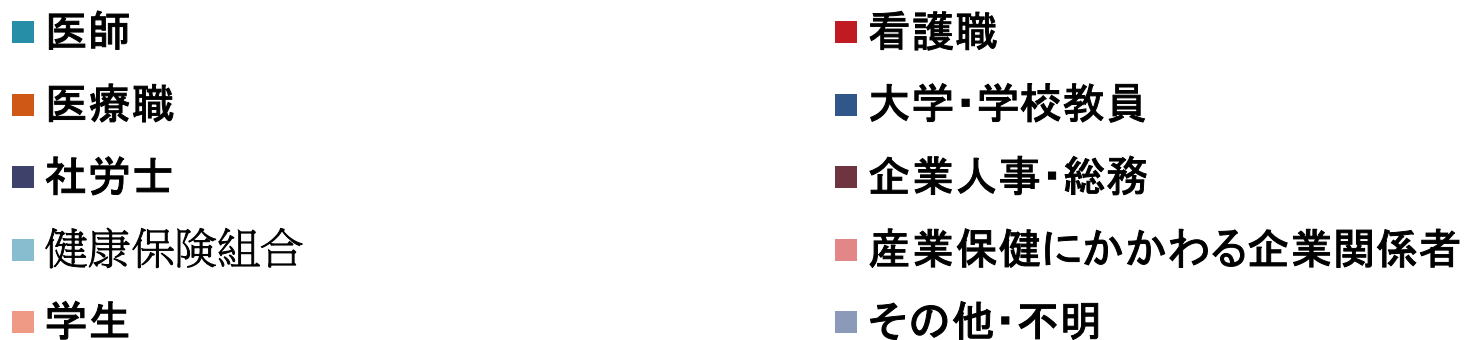 医師
看護職
医療職
大学・学校教員
社労士
企業人事・総務
健康保険組合
産業保健にかかわる企業関係者
学生
その他・不明